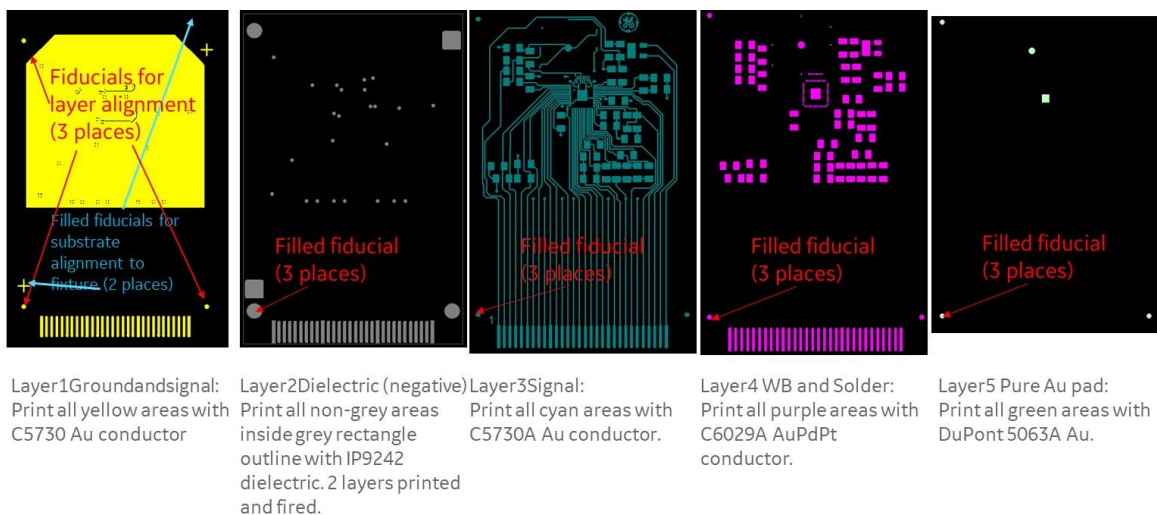 Fiducials for
layer alignment
(3 places)
Filled fiducials for
substrate
alignment to
fixture (2 places)
Filled fiducial
(3 places)
GE
Filled fiducial
(3 places)
1
Filled fiducial
(3 places)
Filled fiducial
(3 places)
Layer1Groundandsignal:
Print all yellow areas with
C5730 Au conductor
Layer2Dielectric (negative)
Print all non-grey areas
inside grey rectangle
outline with IP9242
dielectric. 2 layers printed
and fired.
Layer3Signal:
Print all cyan areas with
C5730A Au conductor.
Layer4 WB and Solder:
Print all purple areas with
C6029A AuPdPt
conductor.
Layer5 Pure Au pad:
Print all green areas with
DuPont 5063A Au.